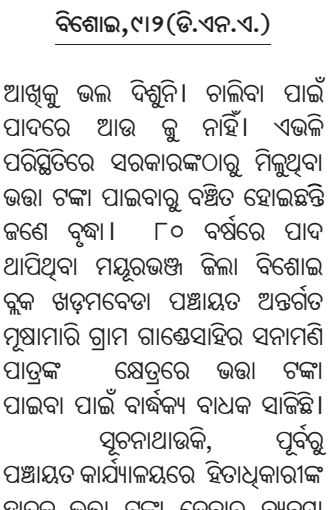 ବିଶୋଇ,୯।୨(ଡି.ଏନ.ଏ.)
ଆଖିକୁ ଭଲ ଦିଶୁନି। ଚାଲିବା ପାଇଁ
ପାଦରେ ଆଉ ଜୁ ନାହିଁ। ଏଭଳି
ପରିସ୍ଥିତିରେ ସରକାରଙ୍କଠାରୁ ମିଳୁଥିବା
ଭତ୍ତା ଟଙ୍କା ପାଇବାରୁ ବଞ୍ଚିତ ହୋଇଛନ୍ତି
ଜଣେ ବୃଦ୍ଧା। ୮୦ ବର୍ଷରେ ପାଦ
ଥାପିଥିବା ମୟୂରଭଞ୍ଜ ଜିଲା ବିଶୋଇ
ବ୍ଲକ ଖଡ଼ମବେଡା ପଞ୍ଚାୟତ ଅନ୍ତର୍ଗତ
ମୂଷାମାରି ଗ୍ରାମ ଗାଣ୍ଡେସାହିର ସନାମଣି
ପାତ୍ରଙ୍କ କ୍ଷେତ୍ରରେ ଭତ୍ତା ଟଙ୍କା
ପାଇବା ପାଇଁ ବାର୍ଦ୍ଧକ୍ୟ ବାଧକ ସାଜିଛି।
ସୂଚନାଥାଉକି, ପୂର୍ବରୁ
ପଞ୍ଚାୟତ କାର୍ଯ୍ୟାଳୟରେ ହିତାଧିକାରୀଙ୍କ